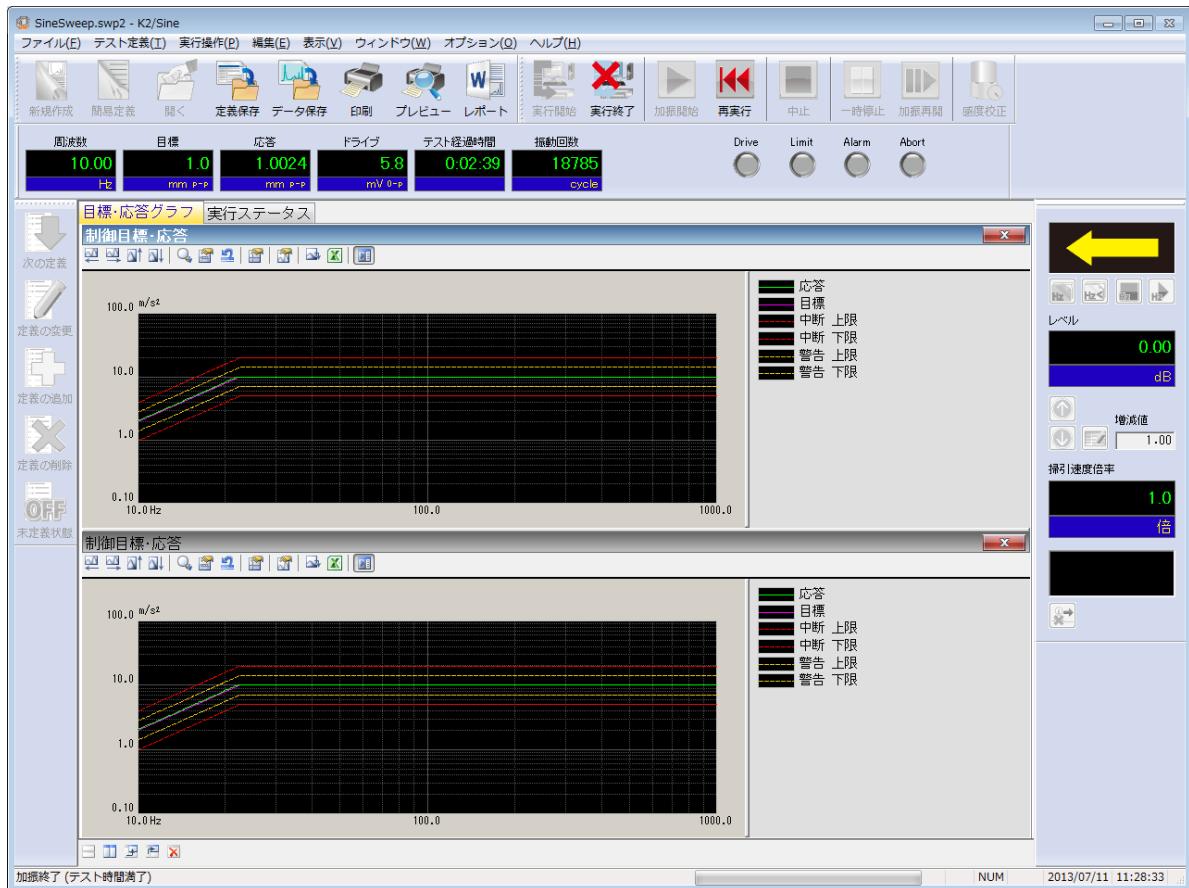 SineSweep.swp2 - K2/Sine
ファイル(F) テスト定義(T) 実行操作(P) 編集(E) 表示(V) ウィンドウ(W) オプション(O) ヘルプ(H)
新規作成 簡易定義 開く 定義保存 データ保存 印刷 プレビュー レポート 実行開始 実行終了 加振開始 再実行 中止 一時停止 加振再開 感度校正
周波数 目標 応答 ドライブ テスト経過時間 振動回数 Drive Limit Alarm Abort
10.00 1.0 1.0024 5.8 0:02:39 18785
Hz mm P-P mm P-P mV 0-P cycle
次の定義
定義の変更
定義の追加
定義の削除
OFF
未定義状態
目標・応答グラフ 実行ステータス
制御目標・応答
100.0 m/s²
10.0
1.0
0.10
10.0Hz 100.0 1000.0
応答
目標
中断 上限
中断 下限
警告 上限
警告 下限
制御目標・応答
100.0 m/s²
10.0
1.0
0.10
10.0Hz 100.0 1000.0
応答
目標
中断 上限
中断 下限
警告 上限
警告 下限
レベル
0.00
dB
増減値
1.00
掃引速度倍率
1.0
倍
加振終了 (テスト時間満了) NUM 2013/07/11 11:28:33